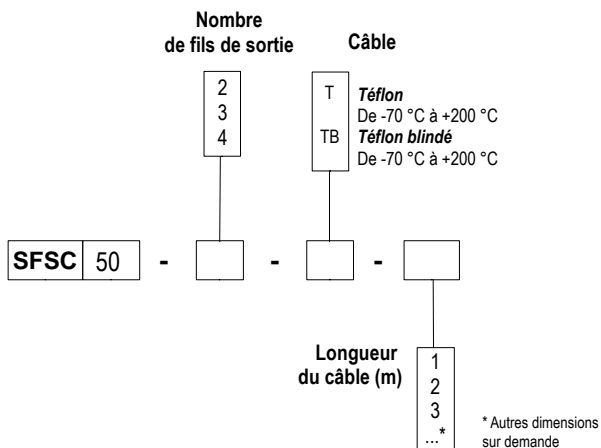 Nombre
de fils de sortie
Câble
2
3
4
T
Téflon
De -70 °C à +200 °C
TB
Téflon blindé
De -70 °C à +200 °C
SFSC 50 - - -
Longueur
du câble (m)
1
2
3
...*
* Autres dimensions
sur demande